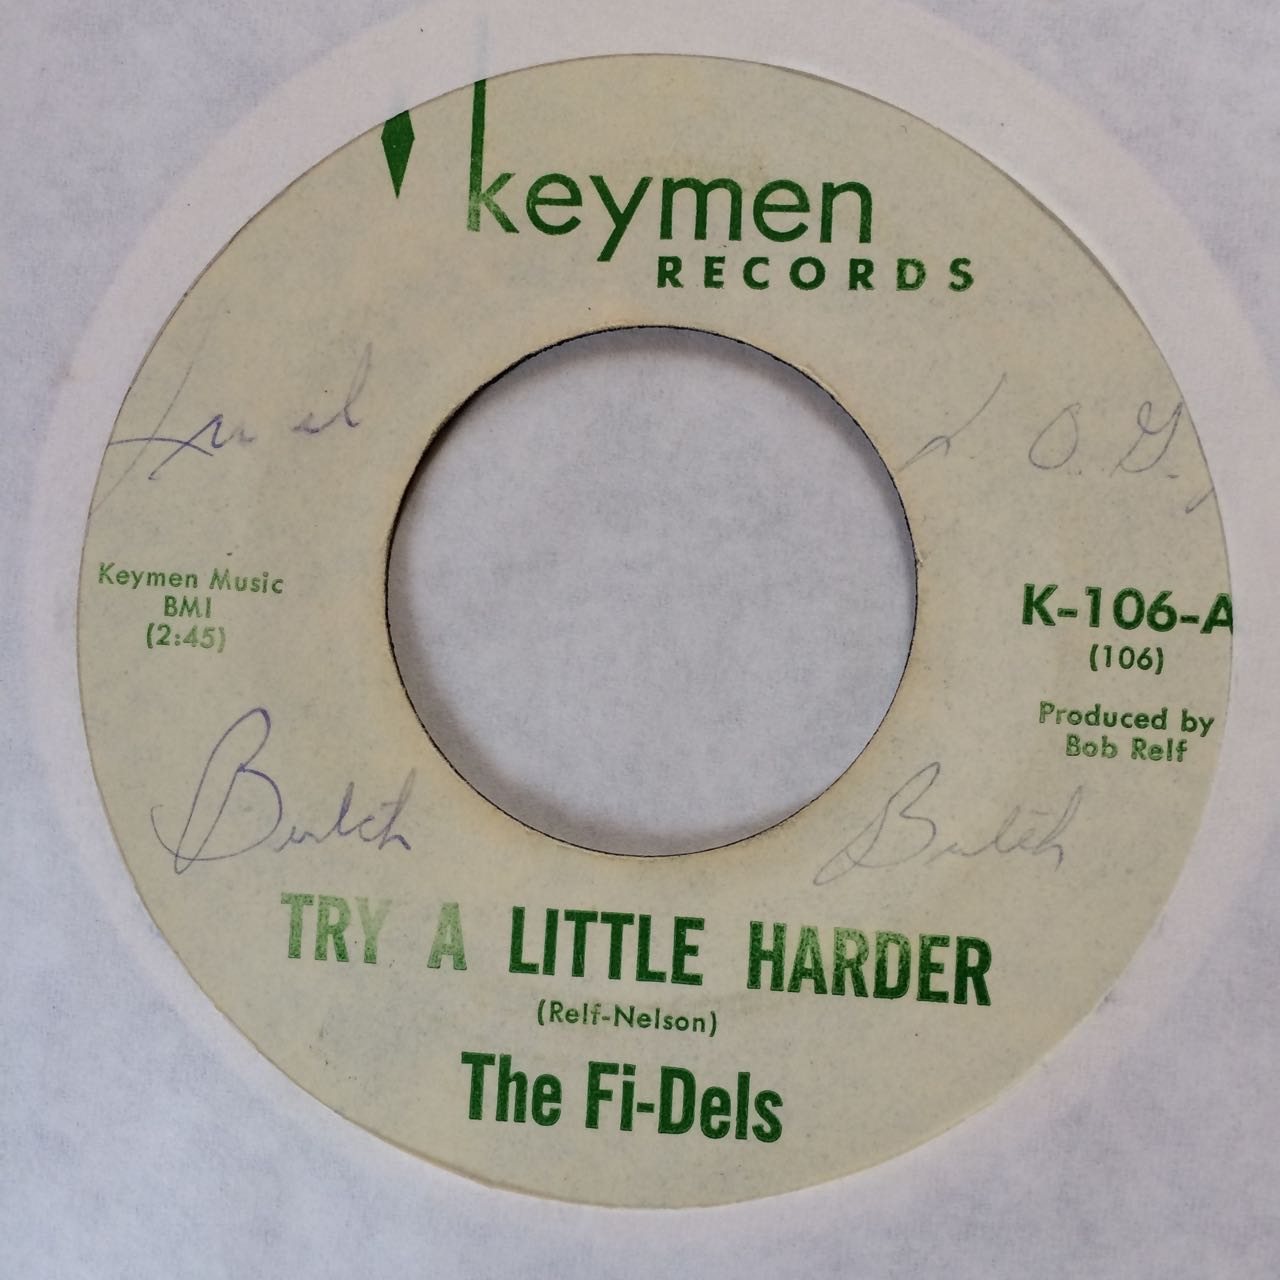 keymen
RECORDS
L. O. G.
Keymen Music
BMI
(2:45)
K-106-A
(106)
Produced by
Bob Relf
Butch
Butch
TRY A LITTLE HARDER
(Relf-Nelson)
The Fi-Dels